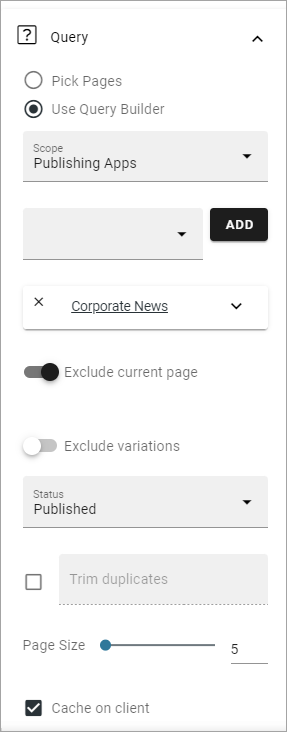 Query
Pick Pages
Use Query Builder
Scope
Publishing Apps
ADD
Corporate News
Exclude current page
Exclude variations
Status
Published
Trim duplicates
Page Size 5
Cache on client